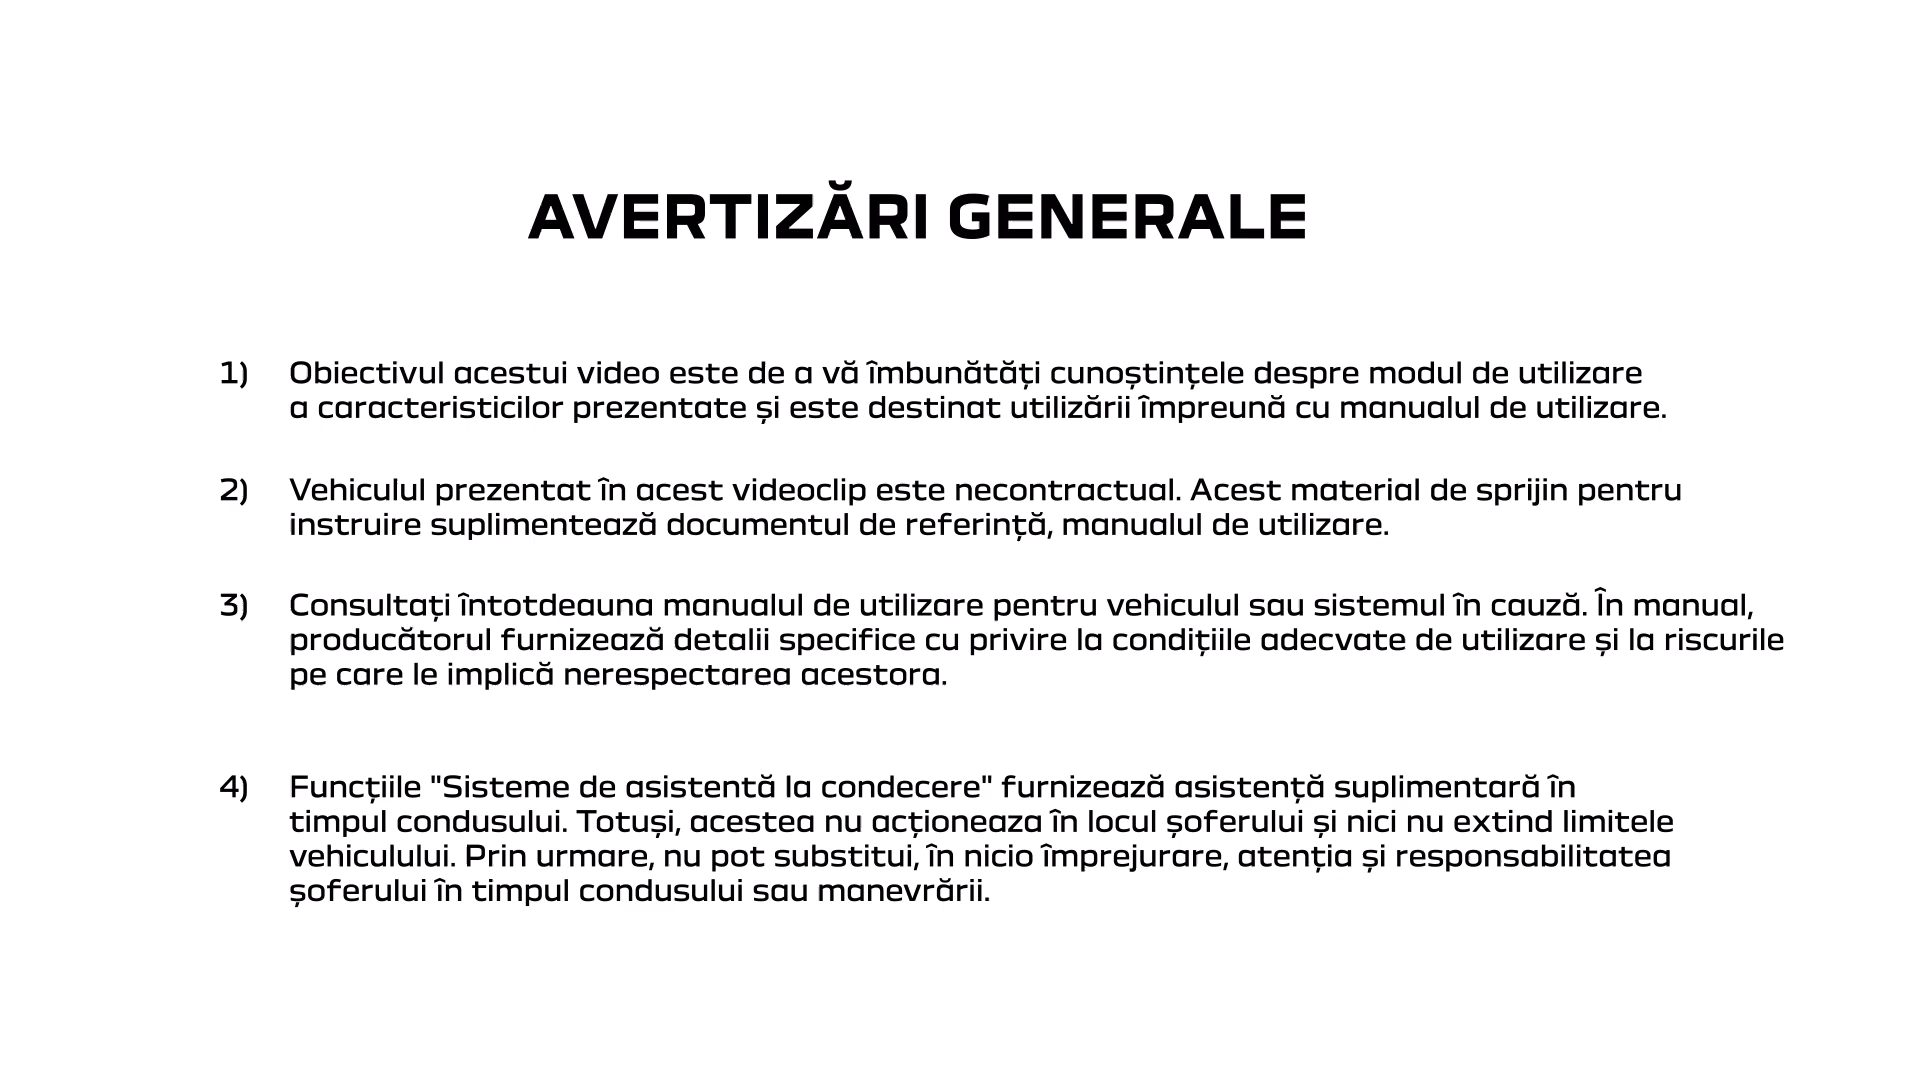 AVERTIZĂRI GENERALE
1) Obiectivul acestui video este de a vă îmbunătăți cunoștințele despre modul de utilizare
a caracteristicilor prezentate și este destinat utilizării împreună cu manualul de utilizare.
2) Vehiculul prezentat în acest videoclip este necontractual. Acest material de sprijin pentru
instruire suplimentează documentul de referință, manualul de utilizare.
3) Consultați întotdeauna manualul de utilizare pentru vehiculul sau sistemul în cauză. În manual,
producătorul furnizează detalii specifice cu privire la condițiile adecvate de utilizare și la riscurile
pe care le implică nerespectarea acestora.
4) Funcțiile "Sisteme de asistentă la condecere" furnizează asistență suplimentară în
timpul condusului. Totuși, acestea nu acționeaza în locul șoferului și nici nu extind limitele
vehiculului. Prin urmare, nu pot substitui, în nicio împrejurare, atenția și responsabilitatea
șoferului în timpul condusului sau manevrării.